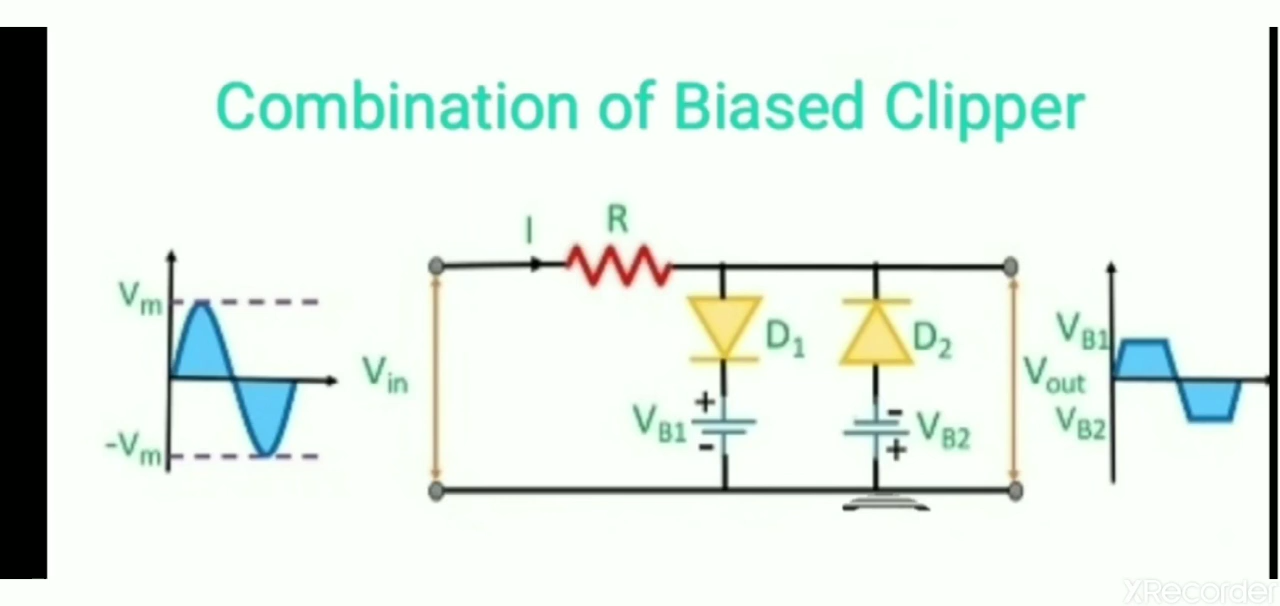 Combination of Biased Clipper
I
R
Vm
-Vm
Vin
D1
D2
+
VB1
-
-
VB2
+
Vout
VB1
VB2
XRecorder